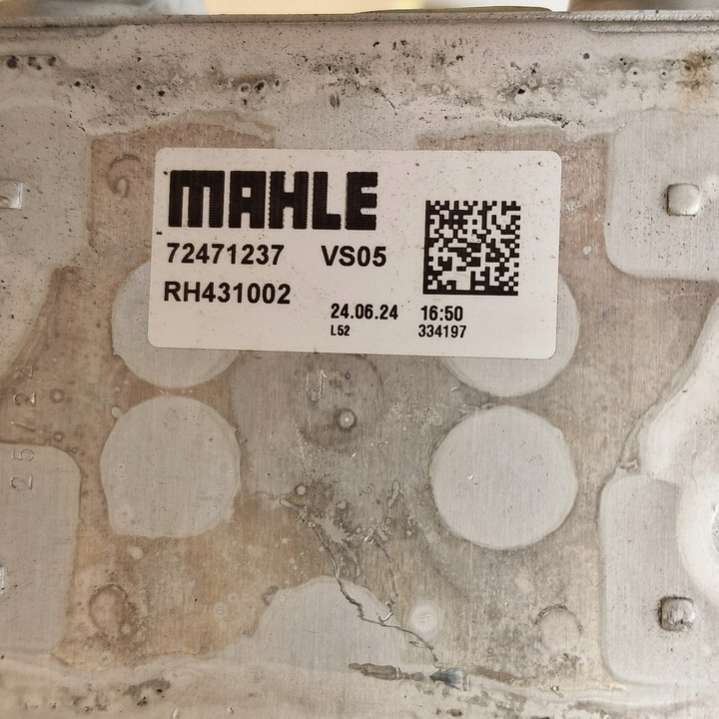 MAHLE
72471237 VS05
RH431002
24.06.24 16:50
L52 334197